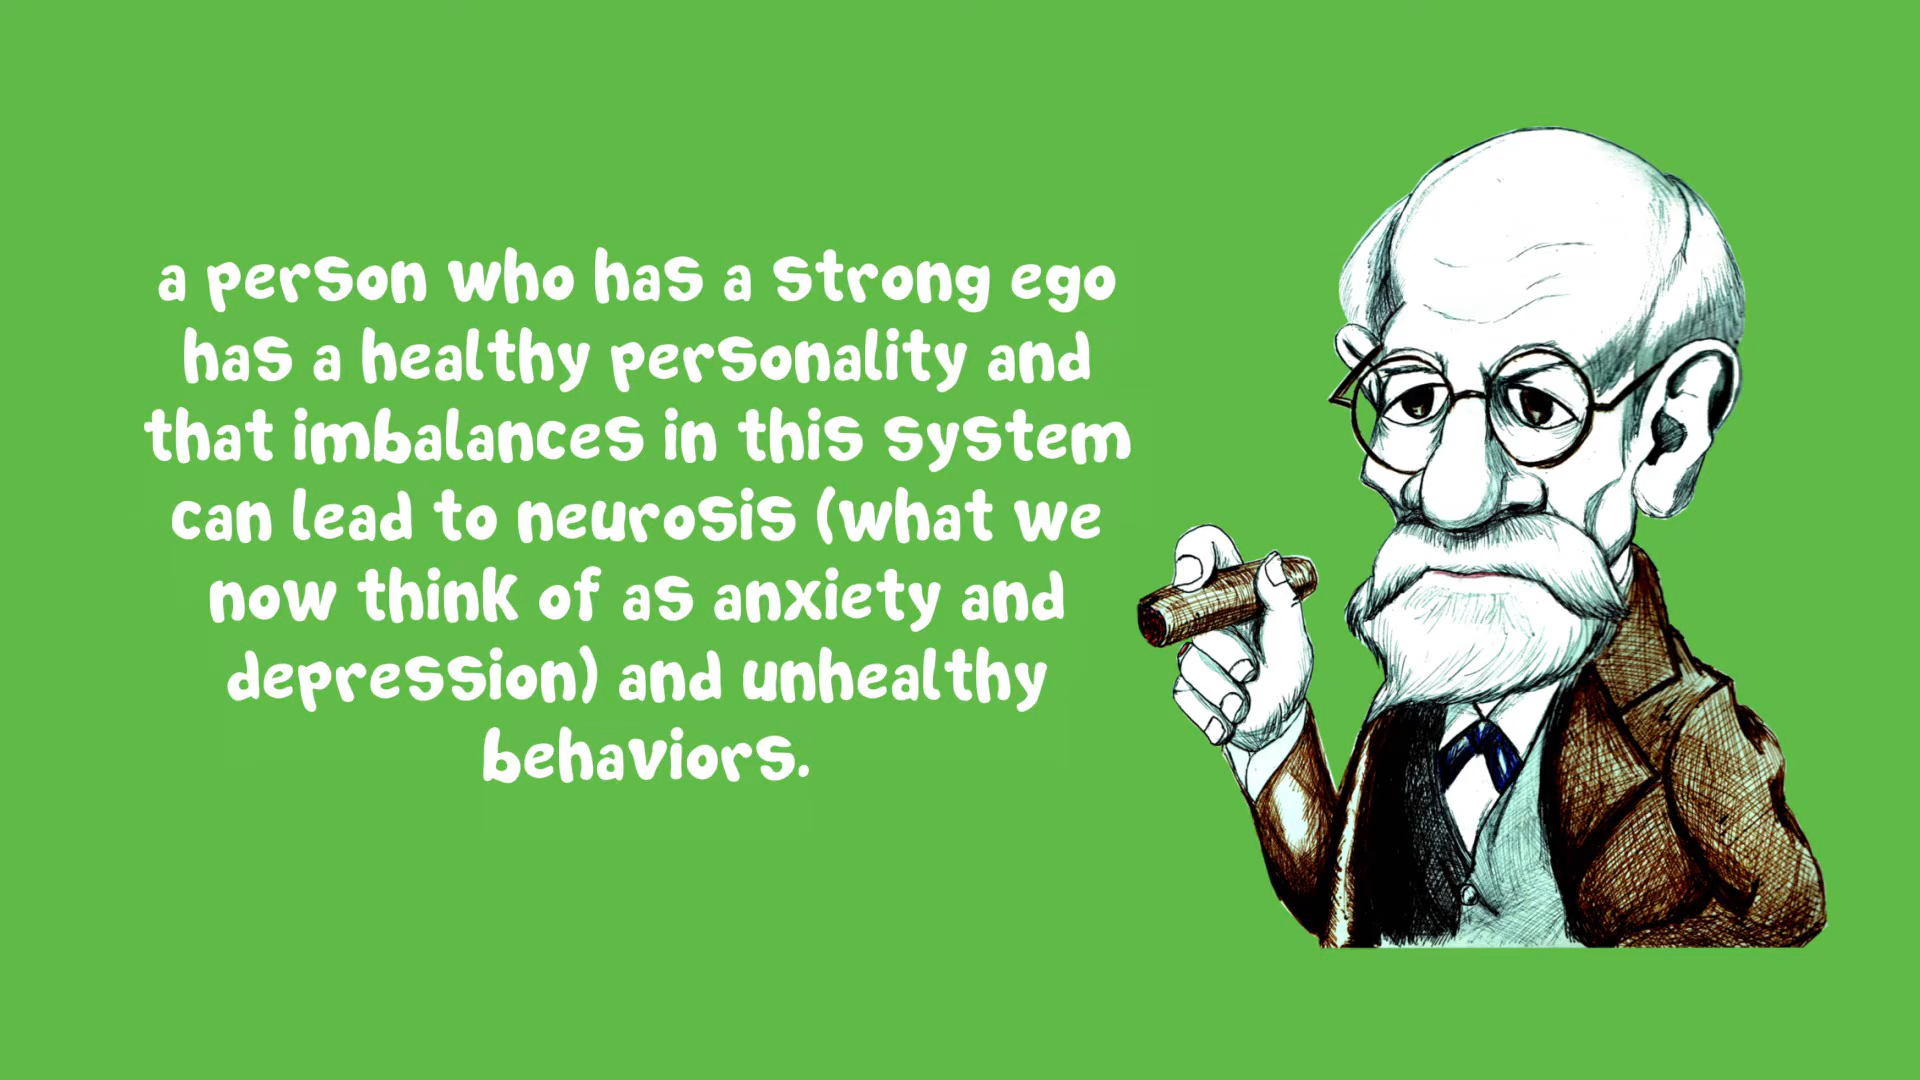 a person who has a strong ego
has a healthy personality and
that imbalances in this system
can lead to neurosis (what we
now think of as anxiety and
depression) and unhealthy
behaviors.